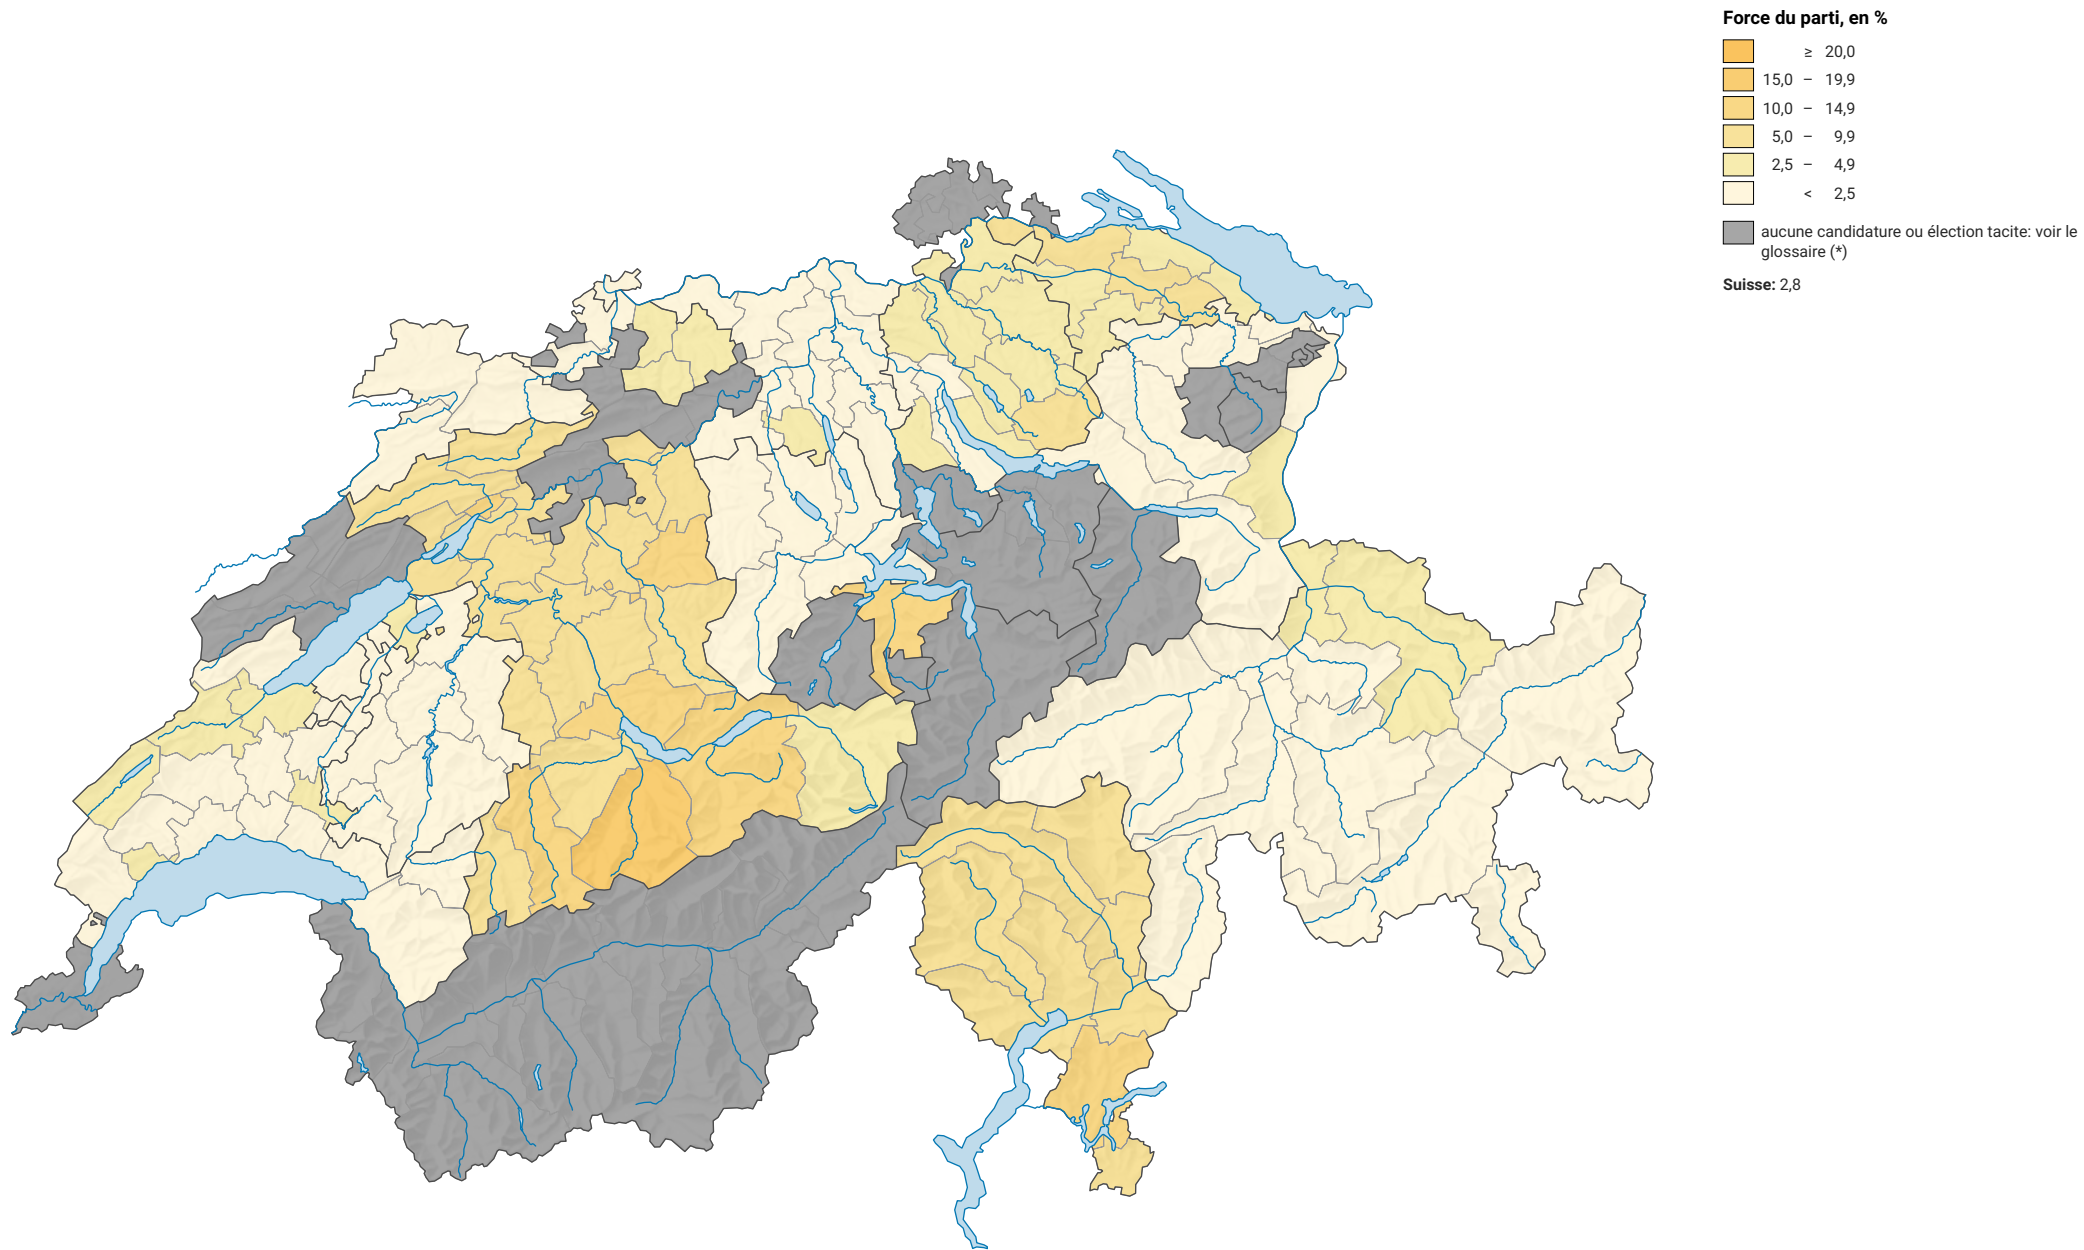 Force du parti, en %
≥ 20,0
15,0 – 19,9
10,0 – 14,9
5,0 – 9,9
2,5 – 4,9
< 2,5
aucune candidature ou élection tacite: voir le
glossaire (*)
Suisse: 2,8